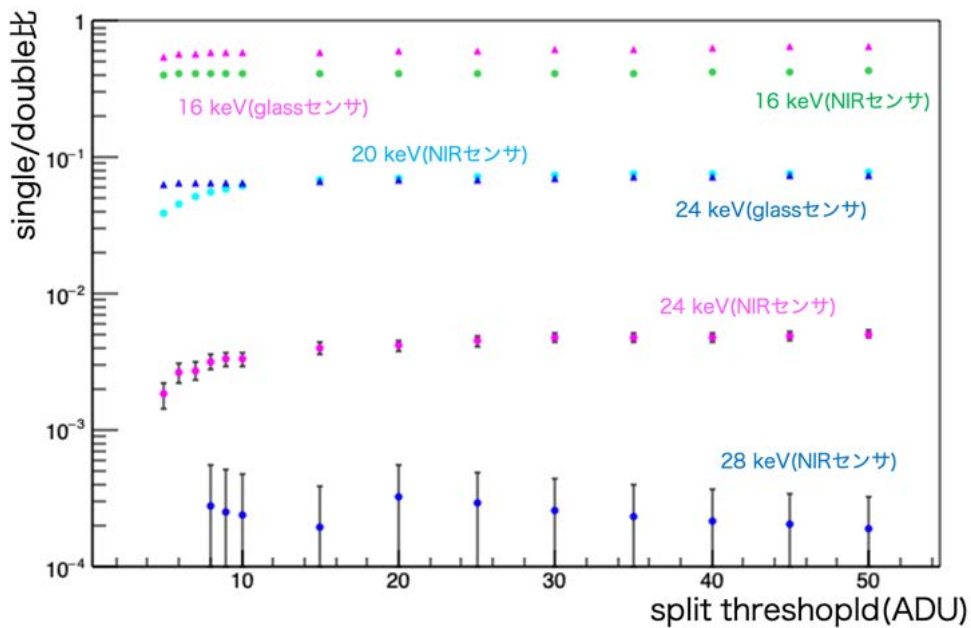 single/double比
1
10⁻¹
10⁻²
10⁻³
10⁻⁴
16 keV(glassセンサ)
16 keV(NIRセンサ)
20 keV(NIRセンサ)
24 keV(glassセンサ)
24 keV(NIRセンサ)
28 keV(NIRセンサ)
10 20 30 40 50
split threshopld(ADU)